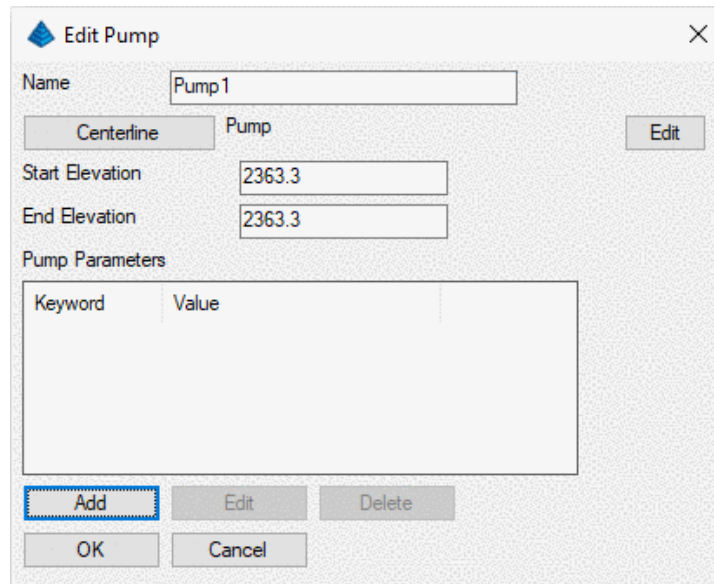 Edit Pump
Name Pump1
Centerline Pump Edit
Start Elevation 2363.3
End Elevation 2363.3
Pump Parameters
Keyword Value
Add Edit Delete
OK Cancel